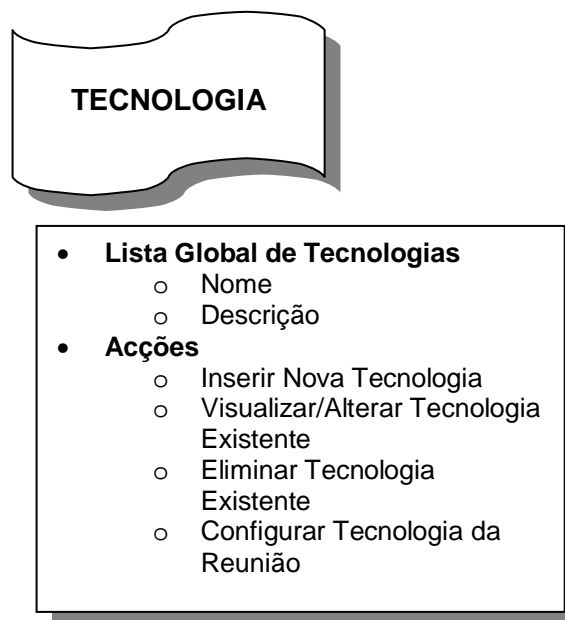 TECNOLOGIA
• Lista Global de Tecnologias
o Nome
o Descrição
• Acções
o Inserir Nova Tecnologia
o Visualizar/Alterar Tecnologia
Existente
o Eliminar Tecnologia
Existente
o Configurar Tecnologia da
Reunião